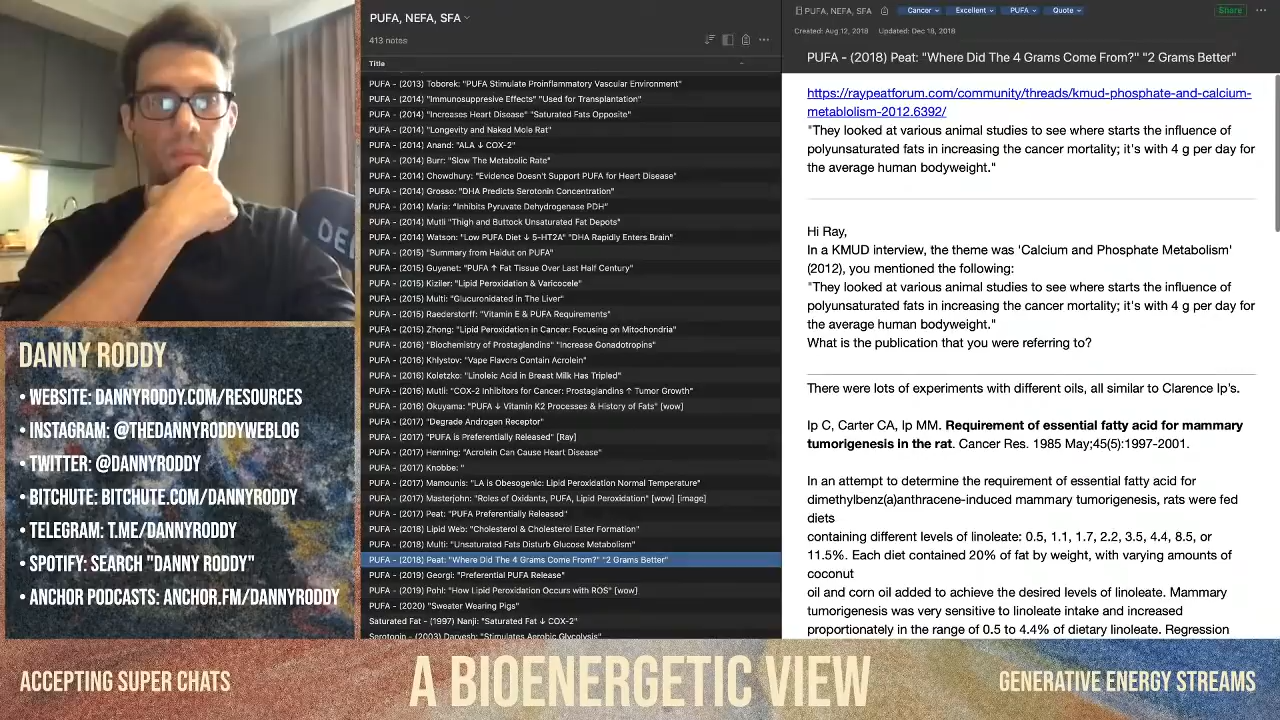 DE
DANNY RODDY
• WEBSITE: DANNYRODDY.COM/RESOURCES
• INSTAGRAM: @THEDANNYRODDYWEBLOG
• TWITTER: @DANNYRODDY
• BITCHUTE: BITCHUTE.COM/DANNYRODDY
• TELEGRAM: T.ME/DANNYRODDY
• SPOTIFY: SEARCH "DANNY RODDY"
• ANCHOR PODCASTS: ANCHOR.FM/DANNYRODDY
PUFA, NEFA, SFA
413 notes
Title
PUFA - (2013) Toborek: "PUFA Stimulate Proinflammatory Vascular Environment"
PUFA - (2014) "Immunosuppresive Effects" "Used for Transplantation"
PUFA - (2014) "Increases Heart Disease" "Saturated Fats Opposite"
PUFA - (2014) "Longevity and Naked Mole Rat"
PUFA - (2014) Anand: "ALA ↓ COX-2"
PUFA - (2014) Burr: "Slow The Metabolic Rate"
PUFA - (2014) Chowdhury: "Evidence Doesn't Support PUFA for Heart Disease"
PUFA - (2014) Grosso: "DHA Predicts Serotonin Concentration"
PUFA - (2014) Maria: "Inhibits Pyruvate Dehydrogenase PDH"
PUFA - (2014) Mutli "Thigh and Buttock Unsaturated Fat Depots"
PUFA - (2014) Watson: "Low PUFA Diet ↓ 5-HT2A" "DHA Rapidly Enters Brain"
PUFA - (2015) "Summary from Haidut on PUFA"
PUFA - (2015) Guyenet: "PUFA ↑ Fat Tissue Over Last Half Century"
PUFA - (2015) Kiziler: "Lipid Peroxidation & Varicocele"
PUFA - (2015) Multi: "Glucuronidated in The Liver"
PUFA - (2015) Raederstorff: "Vitamin E & PUFA Requirements"
PUFA - (2015) Zhong: "Lipid Peroxidation in Cancer: Focusing on Mitochondria"
PUFA - (2016) "Biochemistry of Prostaglandins" "Increase Gonadotropins"
PUFA - (2016) Khlystov: "Vape Flavors Contain Acrolein"
PUFA - (2016) Koletzko: "Linoleic Acid in Breast Milk Has Tripled"
PUFA - (2016) Mutli: "COX-2 Inhibitors for Cancer: Prostaglandins ↑ Tumor Growth"
PUFA - (2016) Okuyama: "PUFA ↓ Vitamin K2 Processes & History of Fats" [wow]
PUFA - (2017) "Degrade Androgen Receptor"
PUFA - (2017) "PUFA is Preferentially Released" [Ray]
PUFA - (2017) Henning: "Acrolein Can Cause Heart Disease"
PUFA - (2017) Knobbe: "
PUFA - (2017) Mamounis: "LA is Obesogenic: Lipid Peroxidation Normal Temperature"
PUFA - (2017) Masterjohn: "Roles of Oxidants, PUFA, Lipid Peroxidation" [wow] [image]
PUFA - (2017) Peat: "PUFA Preferentially Released"
PUFA - (2018) Lipid Web: "Cholesterol & Cholesterol Ester Formation"
PUFA - (2018) Multi: "Unsaturated Fats Disturb Glucose Metabolism"
PUFA - (2018) Peat: "Where Did The 4 Grams Come From?" "2 Grams Better"
PUFA - (2019) Georgi: "Preferential PUFA Release"
PUFA - (2019) Pohl: "How Lipid Peroxidation Occurs with ROS" [wow]
PUFA - (2020) "Sweater Wearing Pigs"
Saturated Fat - (1997) Nanji: "Saturated Fat ↓ COX-2"
Serotonin - (2003) Darvesh: "Stimulates Aerobic Glycolysis"
PUFA, NEFA, SFA Cancer Excellent PUFA Quote Share
Created: Aug 12, 2018 Updated: Dec 18, 2018
PUFA - (2018) Peat: "Where Did The 4 Grams Come From?" "2 Grams Better"
https://raypeatforum.com/community/threads/kmud-phosphate-and-calcium-
metablolism-2012.6392/
"They looked at various animal studies to see where starts the influence of
polyunsaturated fats in increasing the cancer mortality; it's with 4 g per day for
the average human bodyweight."
Hi Ray,
In a KMUD interview, the theme was 'Calcium and Phosphate Metabolism'
(2012), you mentioned the following:
"They looked at various animal studies to see where starts the influence of
polyunsaturated fats in increasing the cancer mortality; it's with 4 g per day for
the average human bodyweight."
What is the publication that you were referring to?
There were lots of experiments with different oils, all similar to Clarence Ip's.
Ip C, Carter CA, Ip MM. Requirement of essential fatty acid for mammary
tumorigenesis in the rat. Cancer Res. 1985 May;45(5):1997-2001.
In an attempt to determine the requirement of essential fatty acid for
dimethylbenz(a)anthracene-induced mammary tumorigenesis, rats were fed
diets
containing different levels of linoleate: 0.5, 1.1, 1.7, 2.2, 3.5, 4.4, 8.5, or
11.5%. Each diet contained 20% of fat by weight, with varying amounts of
coconut
oil and corn oil added to achieve the desired levels of linoleate. Mammary
tumorigenesis was very sensitive to linoleate intake and increased
proportionately in the range of 0.5 to 4.4% of dietary linoleate. Regression
ACCEPTING SUPER CHATS
A BIOENERGETIC VIEW
GENERATIVE ENERGY STREAMS